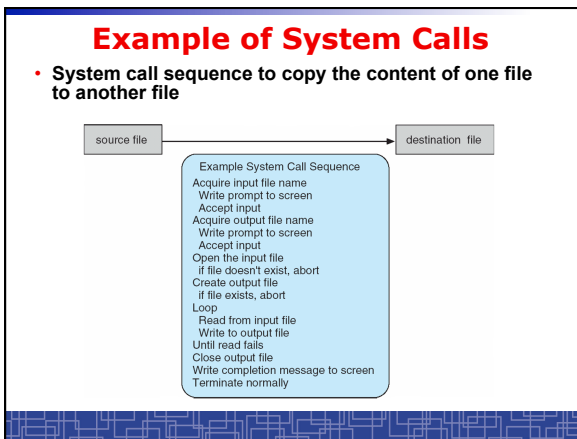 Example of System Calls
• System call sequence to copy the content of one file
to another file
source file
destination file
Example System Call Sequence
Acquire input file name
Write prompt to screen
Accept input
Acquire output file name
Write prompt to screen
Accept input
Open the input file
if file doesn't exist, abort
Create output file
if file exists, abort
Loop
Read from input file
Write to output file
Until read fails
Close output file
Write completion message to screen
Terminate normally